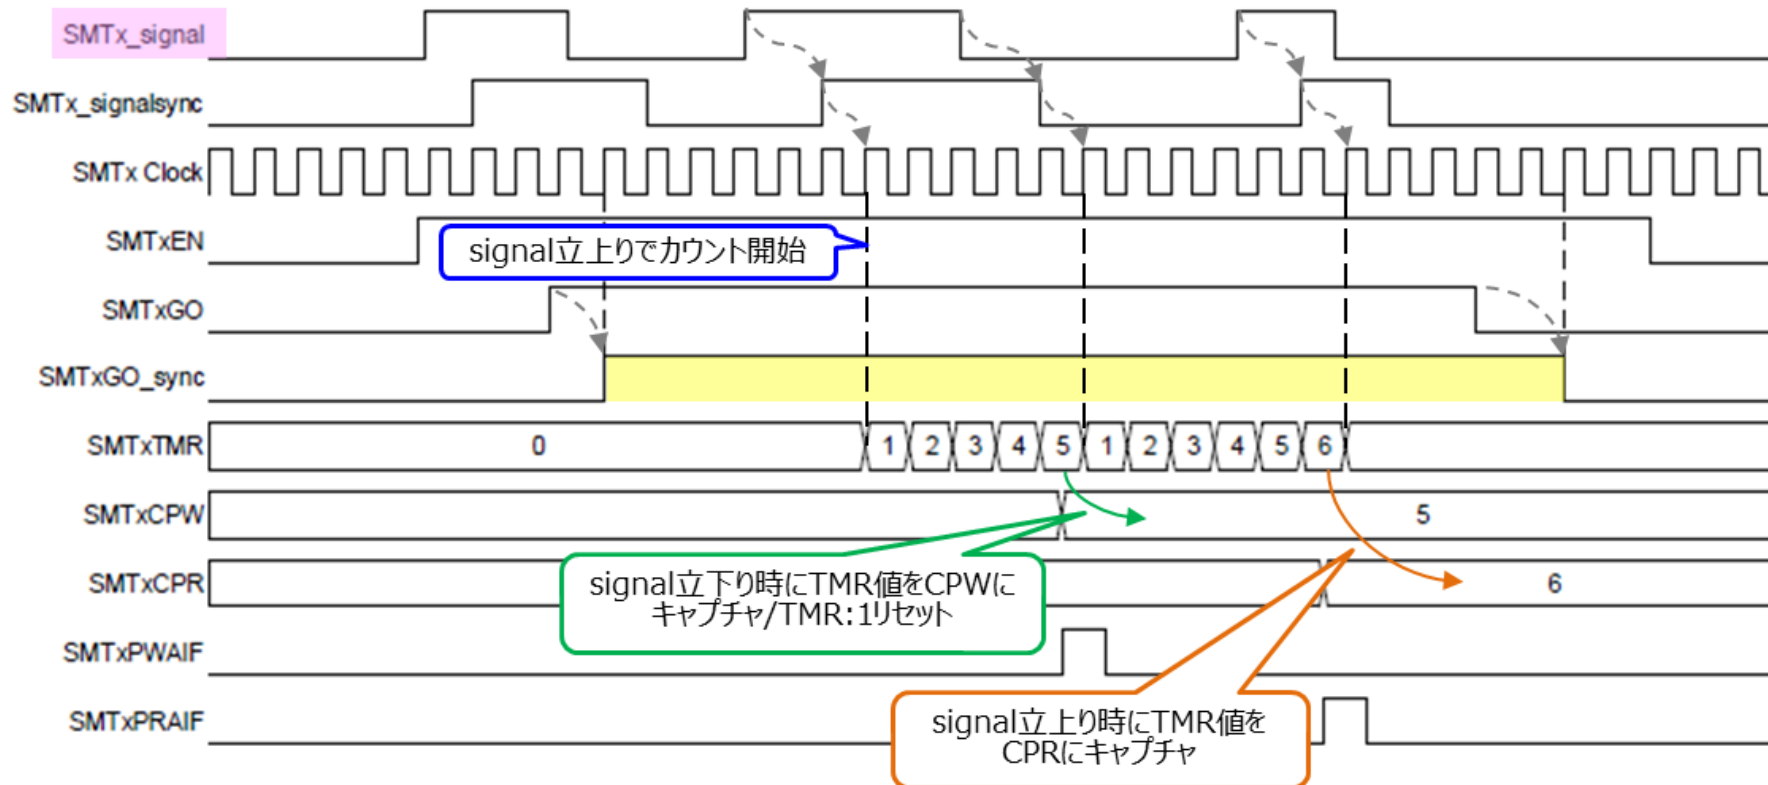 SMTx_signal
SMTx_signalsync
SMTx Clock
SMTxEN
signal立上りでカウント開始
SMTxGO
SMTxGO_sync
SMTxTMR 0 1 2 3 4 5 1 2 3 4 5 6
SMTxCPW 5
SMTxCPR 6
signal立下り時にTMR値をCPWに
キャプチャ/TMR:1リセット
SMTxPWAIF
SMTxPRAIF
signal立上り時にTMR値を
CPRにキャプチャ